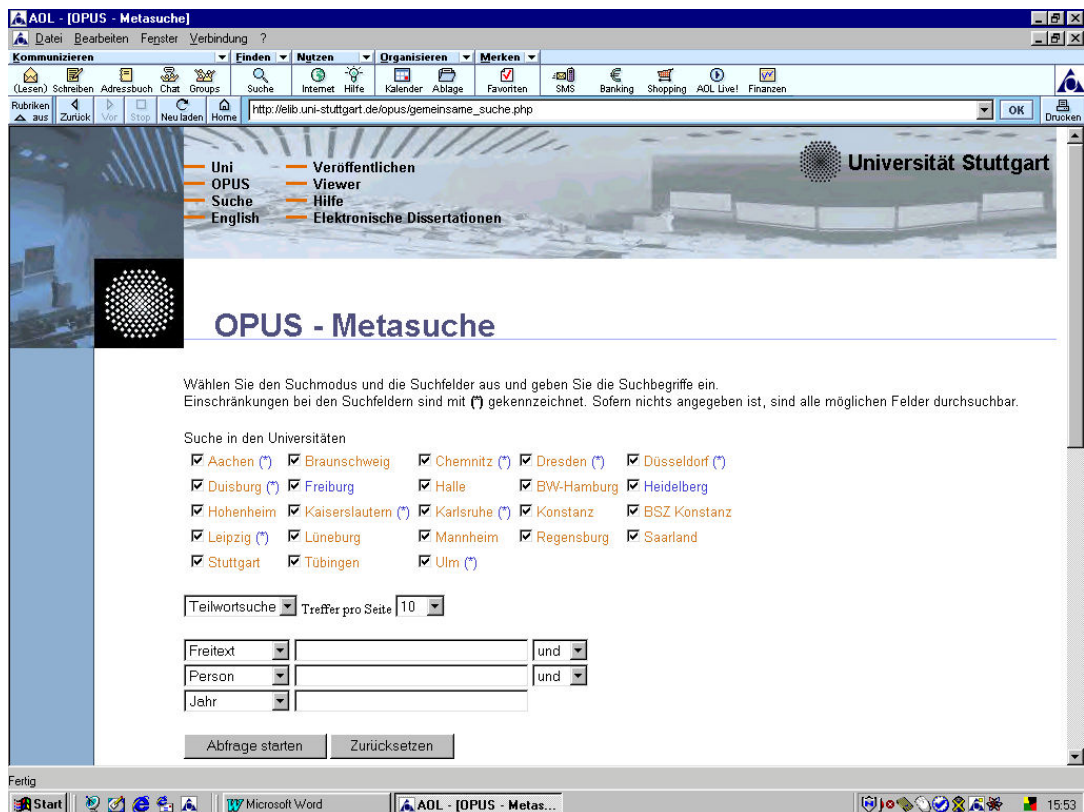 AOL - [OPUS - Metasuche]
Datei Bearbeiten Fenster Verbindung ?
Kommunizieren Finden Nutzen Organisieren Merken
(Lesen) Schreiben Adressbuch Chat Groups Suche Internet Hilfe Kalender Ablage Favoriten SMS Banking Shopping AOL Live! Finanzen
Rubriken aus Zurück Vor Stop Neu laden Home http://elib.uni-stuttgart.de/opus/gemeinsame_suche.php OK Drucken
Uni Veröffentlichen
OPUS Viewer
Suche Hilfe
English Elektronische Dissertationen
Universität Stuttgart
OPUS - Metasuche
Wählen Sie den Suchmodus und die Suchfelder aus und geben Sie die Suchbegriffe ein.
Einschränkungen bei den Suchfeldern sind mit (*) gekennzeichnet. Sofern nichts angegeben ist, sind alle möglichen Felder durchsuchbar.
Suche in den Universitäten
Aachen (*) Braunschweig Chemnitz (*) Dresden (*) Düsseldorf (*)
Duisburg (*) Freiburg Halle BW-Hamburg Heidelberg
Hohenheim Kaiserslautern (*) Karlsruhe (*) Konstanz BSZ Konstanz
Leipzig (*) Lüneburg Mannheim Regensburg Saarland
Stuttgart Tübingen Ulm (*)
Teilwortsuche Treffer pro Seite 10
Freitext und
Person und
Jahr
Abfrage starten Zurücksetzen
Fertig
Start Microsoft Word AOL - [OPUS - Metas... 15:53